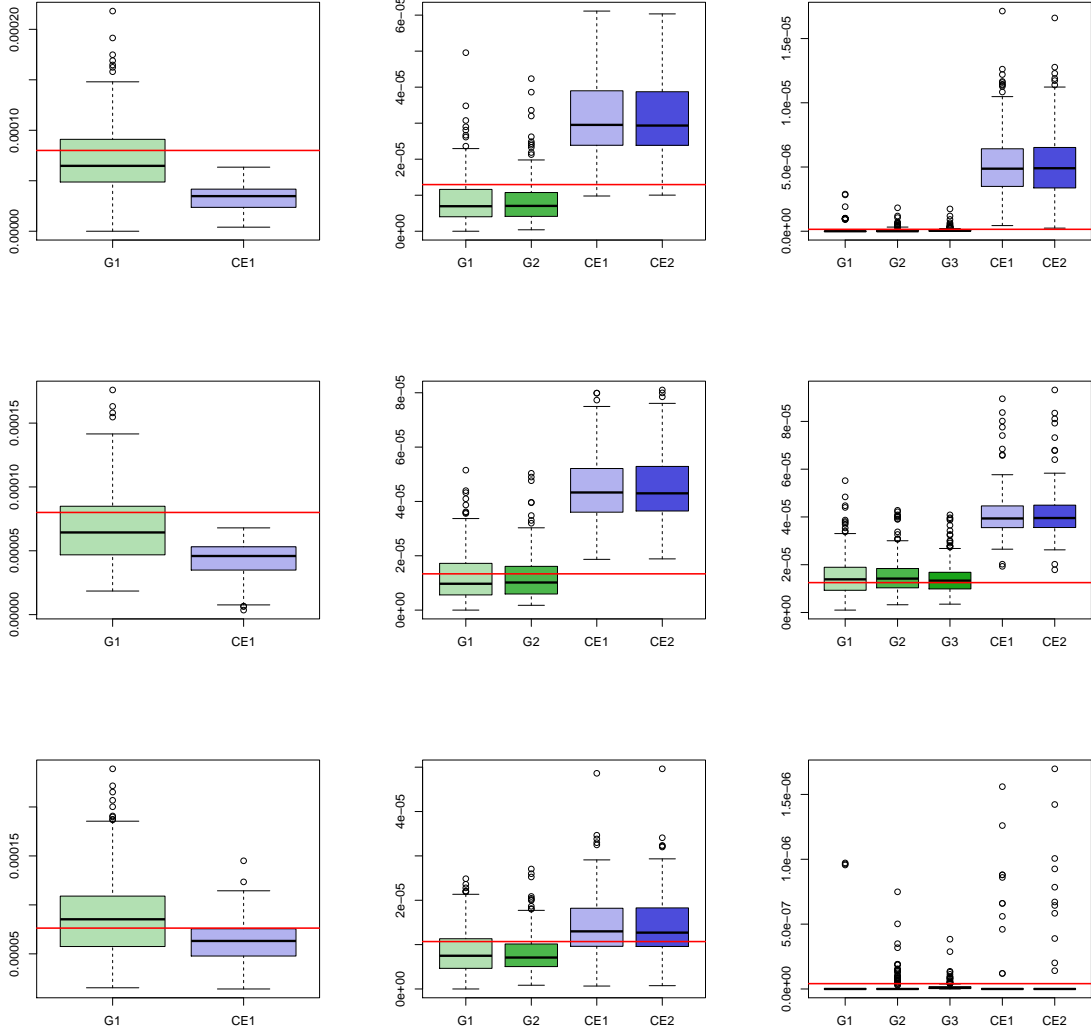 0.00020
0.00010
0.00000
G1 CE1
6e-05
4e-05
2e-05
0e+00
G1 G2 CE1 CE2
1.5e-05
1.0e-05
5.0e-06
0.0e+00
G1 G2 G3 CE1 CE2
0.00015
0.00010
0.00005
0.00000
G1 CE1
8e-05
6e-05
4e-05
2e-05
0e+00
G1 G2 CE1 CE2
8e-05
6e-05
4e-05
2e-05
0e+00
G1 G2 G3 CE1 CE2
0.00015
0.00005
G1 CE1
4e-05
2e-05
0e+00
G1 G2 CE1 CE2
1.5e-06
1.0e-06
5.0e-07
0.0e+00
G1 G2 G3 CE1 CE2